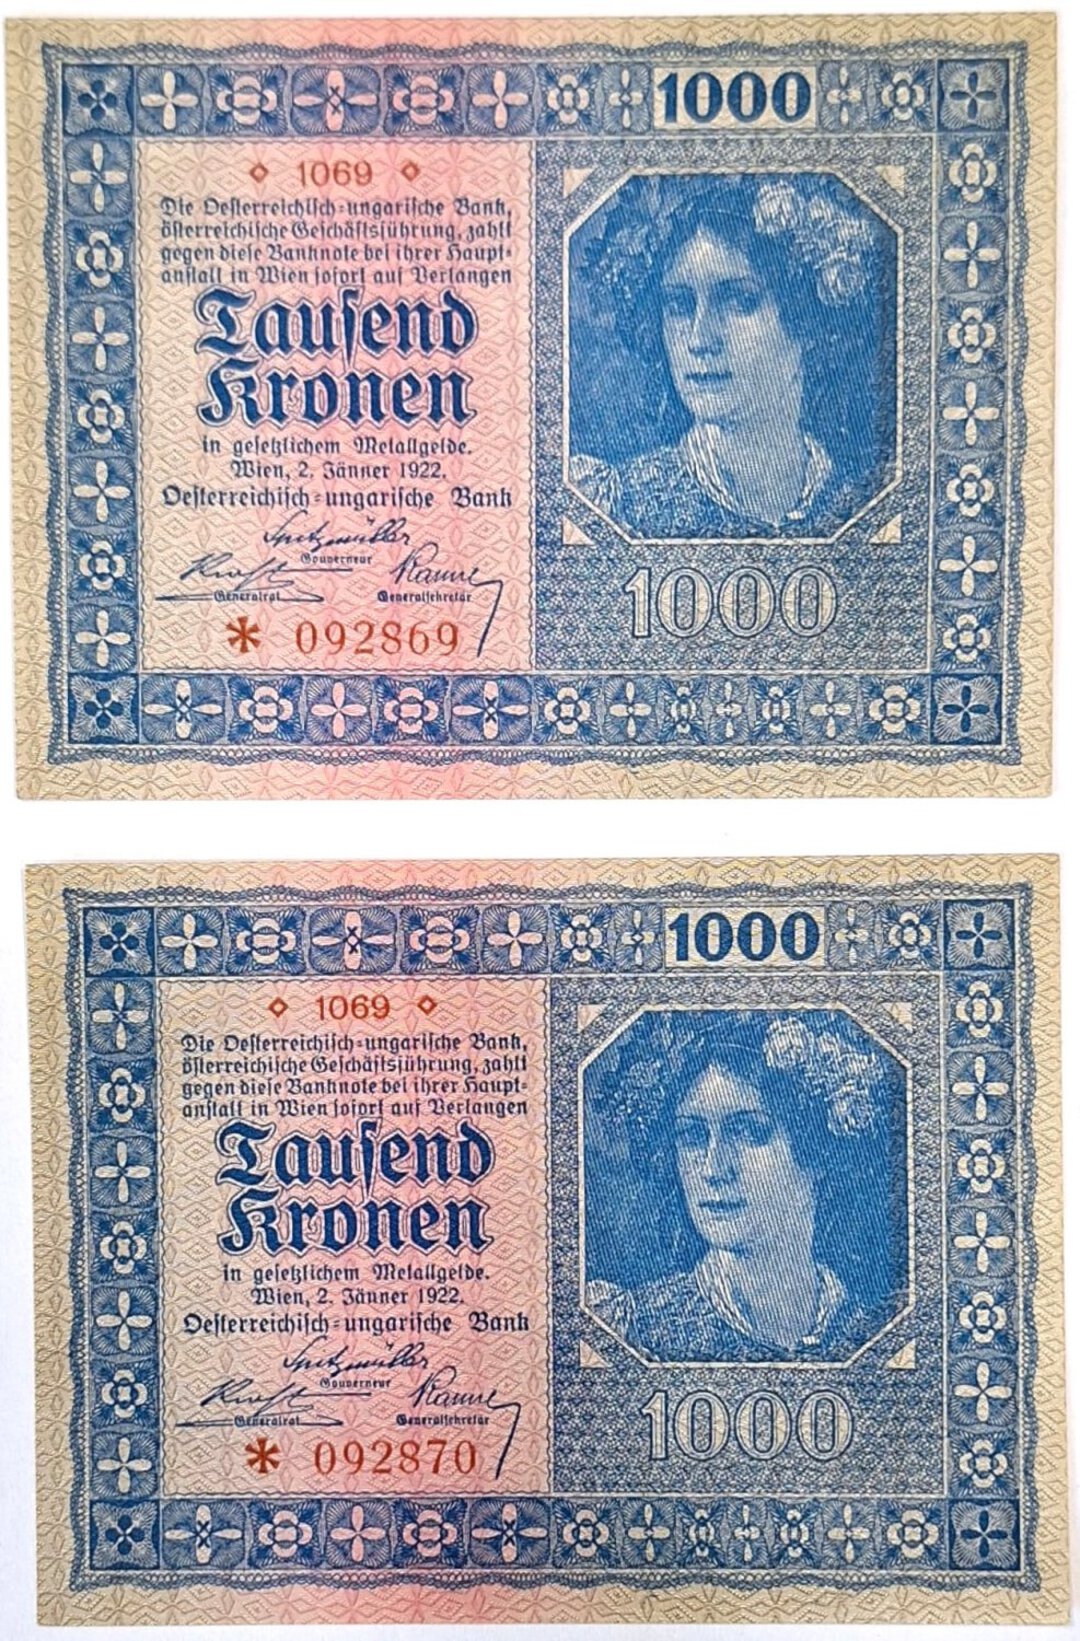 1000
◇ 1069 ◇
Die Oesterreichisch-ungarische Bank,
österreichische Geschäftsführung, zahlt
gegen diese Banknote bei ihrer Haupt-
anstalt in Wien sofort auf Verlangen
Tausend
Kronen
in gesetzlichem Metallgelde.
Wien, 2. Jänner 1922.
Oesterreichisch-ungarische Bank
Spitzmüller
Gouverneur
Generalrat
Generalsekretär
* 092869
1000
1000
◇ 1069 ◇
Die Oesterreichisch-ungarische Bank,
österreichische Geschäftsführung, zahlt
gegen diese Banknote bei ihrer Haupt-
anstalt in Wien sofort auf Verlangen
Tausend
Kronen
in gesetzlichem Metallgelde.
Wien, 2. Jänner 1922.
Oesterreichisch-ungarische Bank
Spitzmüller
Gouverneur
Generalrat
Generalsekretär
* 092870
1000